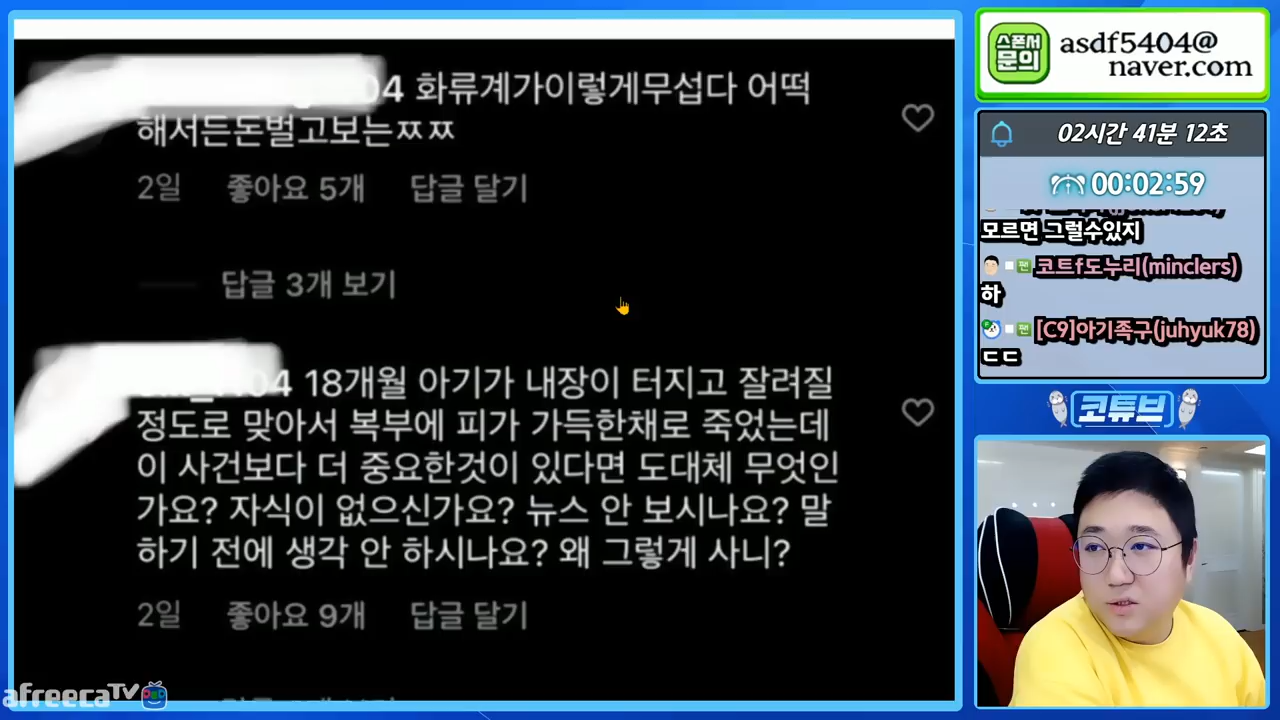 04 화류계가이렇게무섭다 어떡
해서든돈벌고보는ㅉㅉ
2일 좋아요 5개 답글 달기
답글 3개 보기
04 18개월 아기가 내장이 터지고 잘려질
정도로 맞아서 복부에 피가 가득한채로 죽었는데
이 사건보다 더 중요한것이 있다면 도대체 무엇인
가요? 자식이 없으신가요? 뉴스 안 보시나요? 말
하기 전에 생각 안 하시나요? 왜 그렇게 사니?
2일 좋아요 9개 답글 달기
afreecaTV
스폰서
문의
asdf5404@
naver.com
02시간 41분 12초
00:02:59
모르면 그럴수있지
팬 코트f도누리(minclers)
하
팬 [C9]아기족구(juhyuk78)
ㄷㄷ
코튜브